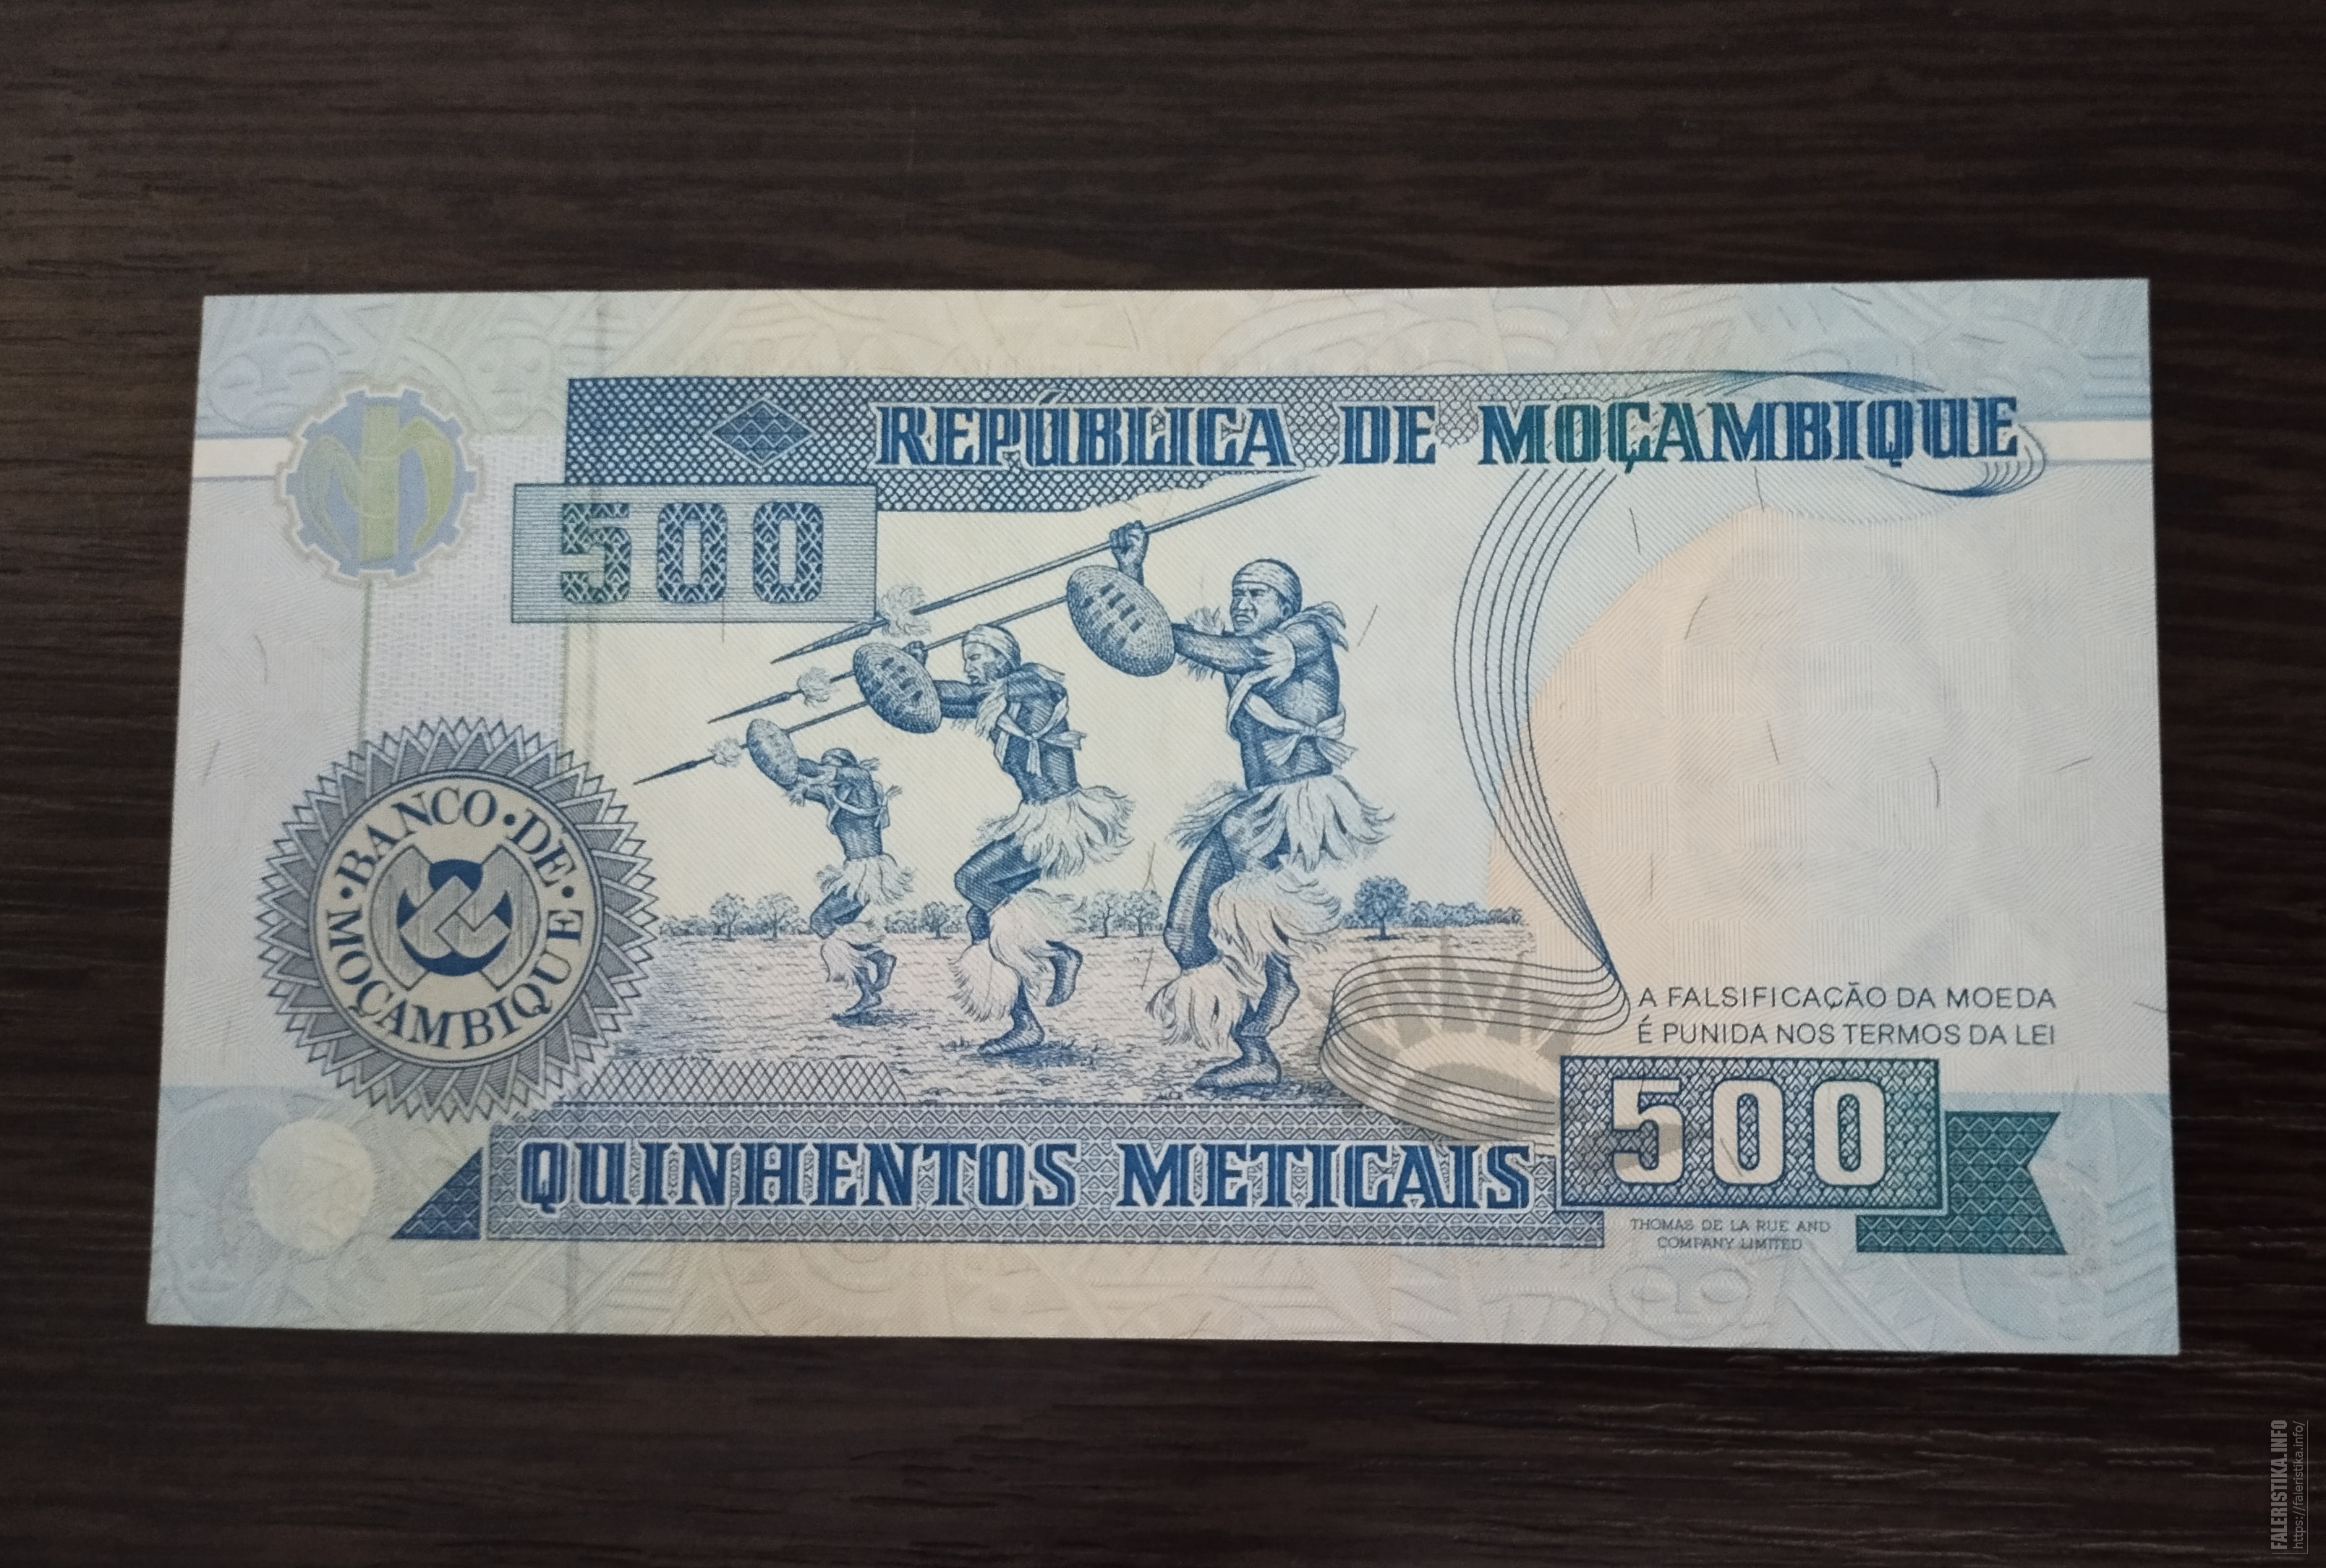 REPÚBLICA DE MOÇAMBIQUE
500
BANCO · DE · MOÇAMBIQUE
A FALSIFICAÇÃO DA MOEDA
É PUNIDA NOS TERMOS DA LEI
500
QUINHENTOS METICAIS
THOMAS DE LA RUE AND
COMPANY LIMITED
FALERISTIKA.INFO
https://faleristika.info/